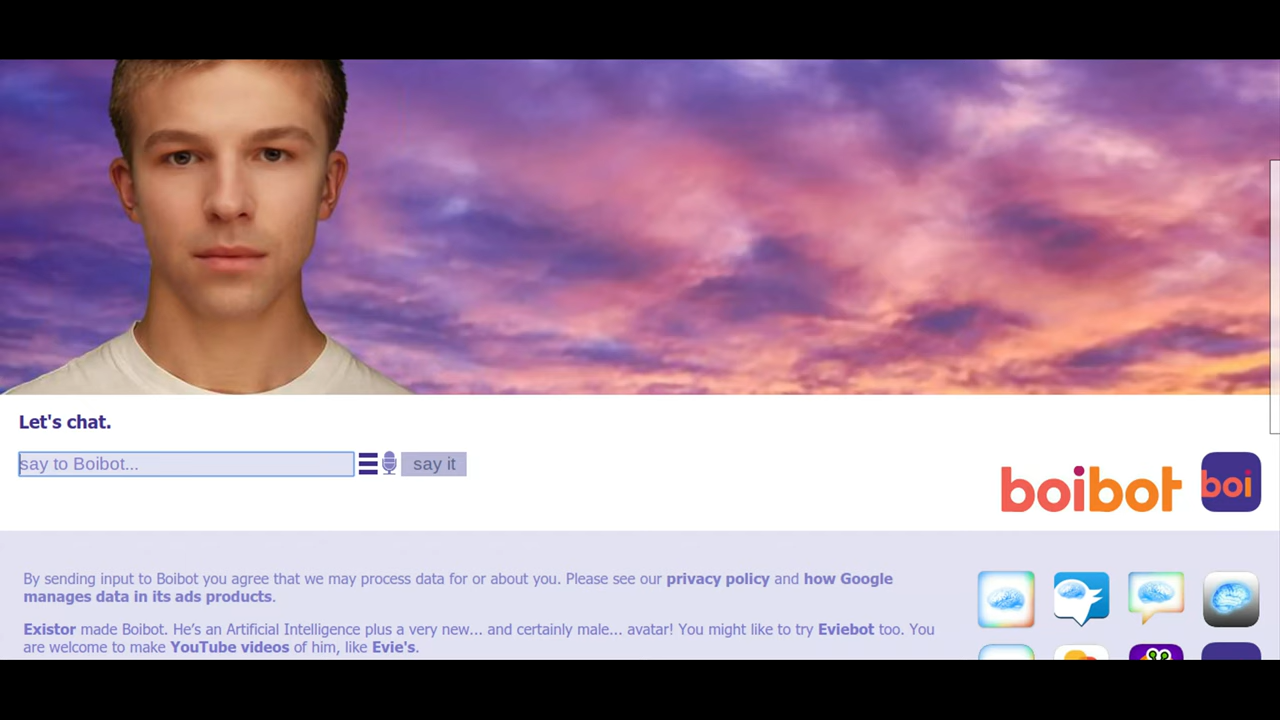 Let's chat.
say to Boibot...
say it
boibot
boi
By sending input to Boibot you agree that we may process data for or about you. Please see our privacy policy and how Google
manages data in its ads products.
Existor made Boibot. He's an Artificial Intelligence plus a very new... and certainly male... avatar! You might like to try Eviebot too. You
are welcome to make YouTube videos of him, like Evie's.